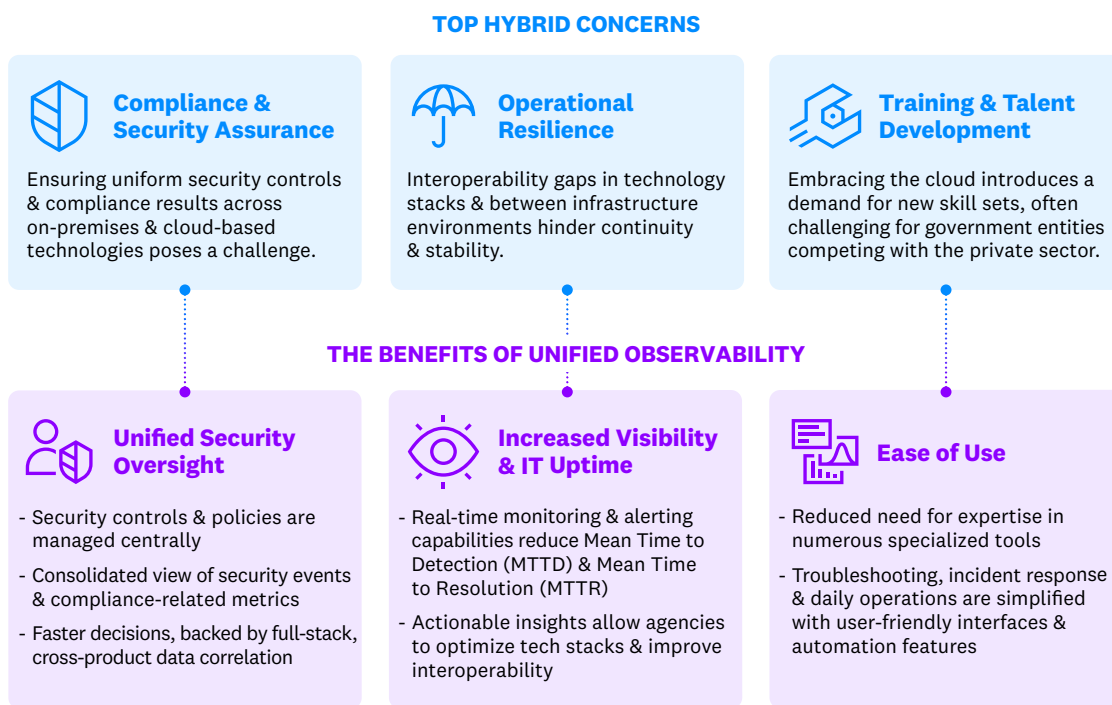 TOP HYBRID CONCERNS
Compliance &
Security Assurance
Ensuring uniform security controls
& compliance results across
on-premises & cloud-based
technologies poses a challenge.
Operational
Resilience
Interoperability gaps in technology
stacks & between infrastructure
environments hinder continuity
& stability.
Training & Talent
Development
Embracing the cloud introduces a
demand for new skill sets, often
challenging for government entities
competing with the private sector.
THE BENEFITS OF UNIFIED OBSERVABILITY
Unified Security
Oversight
- Security controls & policies are
managed centrally
- Consolidated view of security events
& compliance-related metrics
- Faster decisions, backed by full-stack,
cross-product data correlation
Increased Visibility
& IT Uptime
- Real-time monitoring & alerting
capabilities reduce Mean Time to
Detection (MTTD) & Mean Time
to Resolution (MTTR)
- Actionable insights allow agencies
to optimize tech stacks & improve
interoperability
Ease of Use
- Reduced need for expertise in
numerous specialized tools
- Troubleshooting, incident response
& daily operations are simplified
with user-friendly interfaces &
automation features